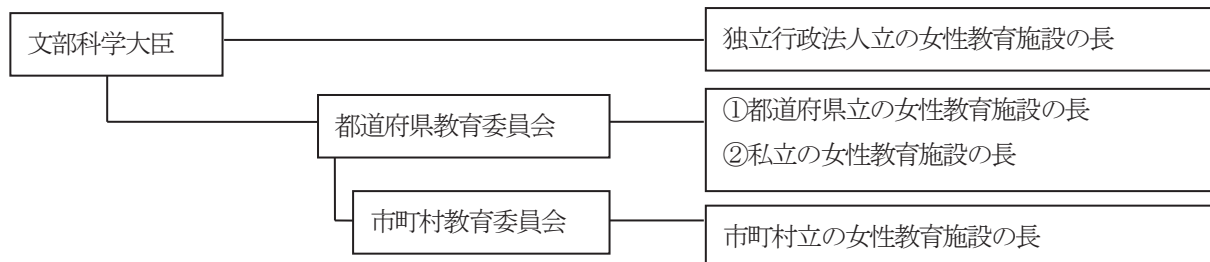 文部科学大臣
独立行政法人立の女性教育施設の長
都道府県教育委員会
①都道府県立の女性教育施設の長
②私立の女性教育施設の長
市町村教育委員会
市町村立の女性教育施設の長